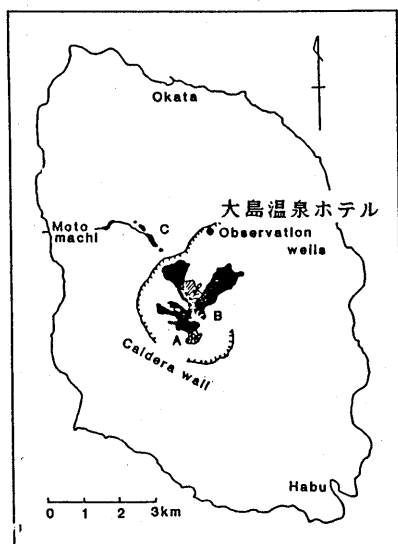 Okata
大島温泉ホテル
Observation
wells
Moto
machi
C
B
A
Caldera wall
Habu
0 1 2 3km